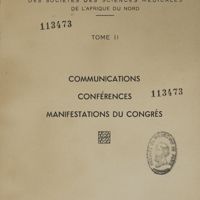 DES SOCIÉTÉS DES SCIENCES MÉDICALES
DE L'AFRIQUE DU NORD
113473
TOME II
COMMUNICATIONS
CONFÉRENCES
113473
MANIFESTATIONS DU CONGRÈS